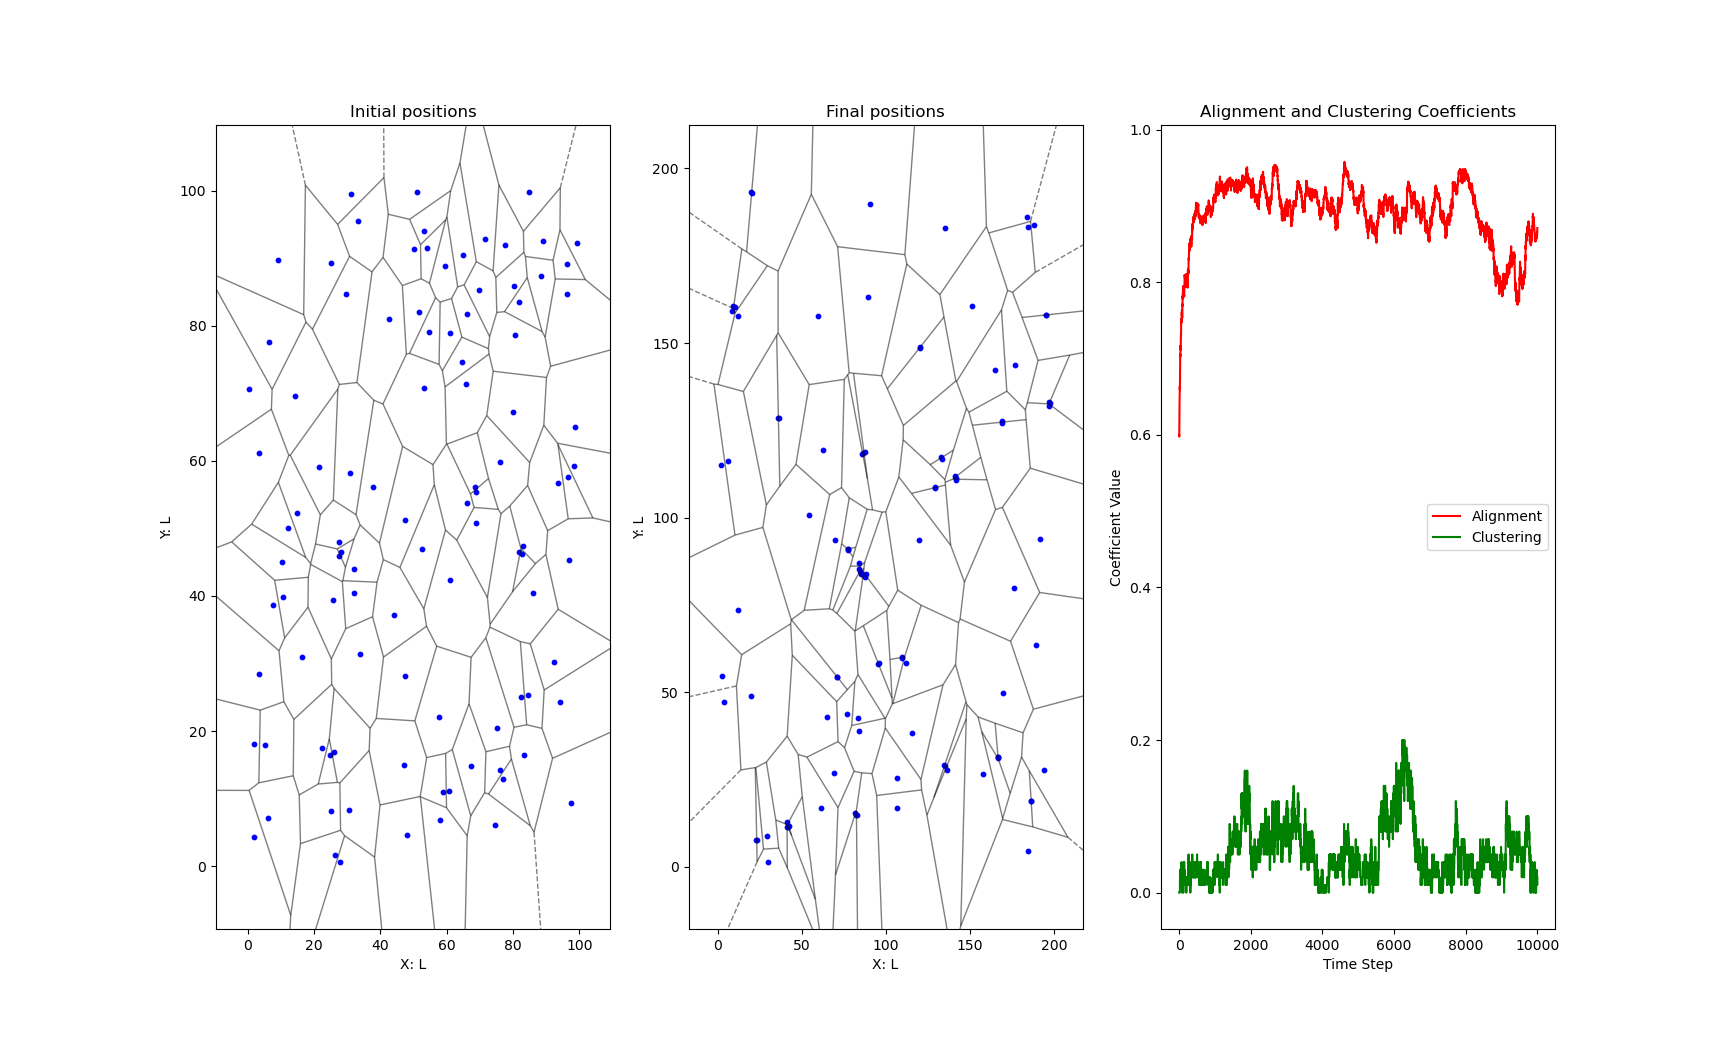 Initial positions
Y: L
100
80
60
40
20
0
0 20 40 60 80 100
X: L
Final positions
Y: L
200
150
100
50
0
0 50 100 150 200
X: L
Alignment and Clustering Coefficients
Coefficient Value
1.0
0.8
0.6
0.4
0.2
0.0
Alignment
Clustering
0 2000 4000 6000 8000 10000
Time Step